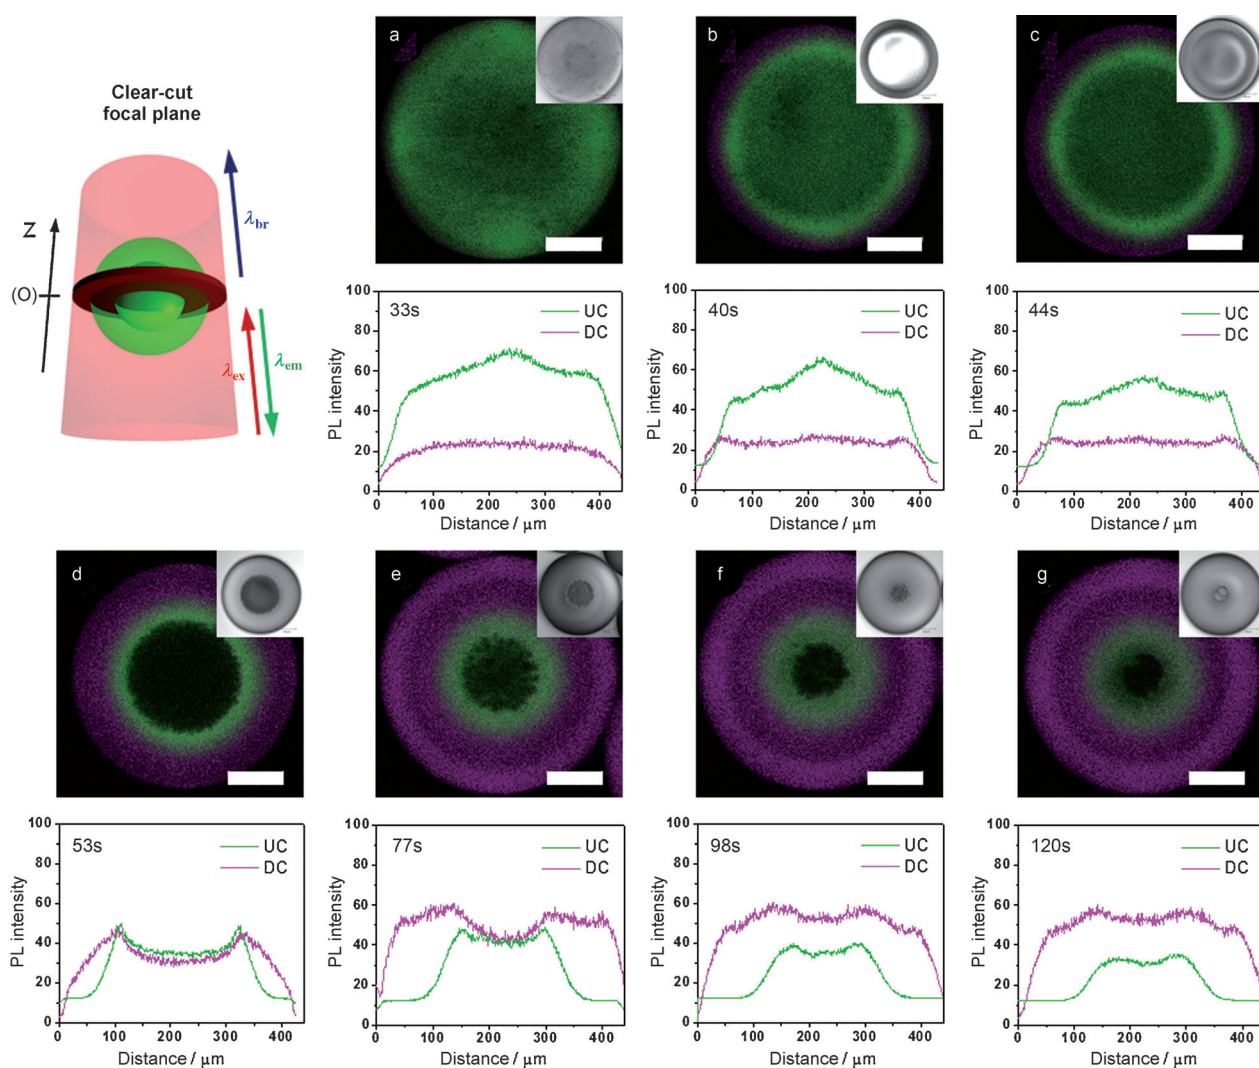 Clear-cut
focal plane
Z
(O)
λbr
λex
λem
a
b
c
PL intensity
100
80
60
40
20
0
33s
UC
DC
0
100
200
300
400
Distance / μm
PL intensity
100
80
60
40
20
0
40s
UC
DC
0
100
200
300
400
Distance / μm
PL intensity
100
80
60
40
20
0
44s
UC
DC
0
100
200
300
400
Distance / μm
d
e
f
g
PL intensity
100
80
60
40
20
0
53s
UC
DC
0
100
200
300
400
Distance / μm
PL intensity
100
80
60
40
20
0
77s
UC
DC
0
100
200
300
400
Distance / μm
PL intensity
100
80
60
40
20
0
98s
UC
DC
0
100
200
300
400
Distance / μm
PL intensity
100
80
60
40
20
0
120s
UC
DC
0
100
200
300
400
Distance / μm